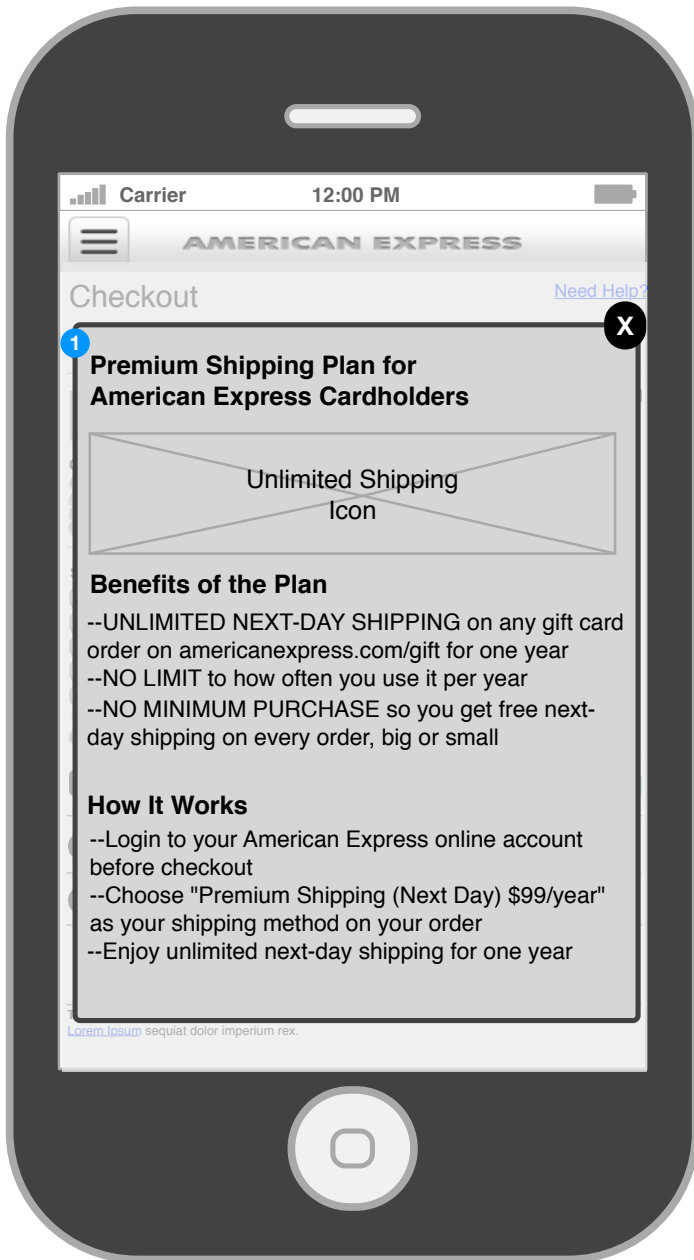 Carrier 12:00 PM
AMERICAN EXPRESS
Checkout
Need Help?
X
1
Premium Shipping Plan for
American Express Cardholders
Unlimited Shipping
Icon
Benefits of the Plan
--UNLIMITED NEXT-DAY SHIPPING on any gift card
order on americanexpress.com/gift for one year
--NO LIMIT to how often you use it per year
--NO MINIMUM PURCHASE so you get free next-
day shipping on every order, big or small
How It Works
--Login to your American Express online account
before checkout
--Choose "Premium Shipping (Next Day) $99/year"
as your shipping method on your order
--Enjoy unlimited next-day shipping for one year
Lorem Ipsum sequiat dolor imperium rex.